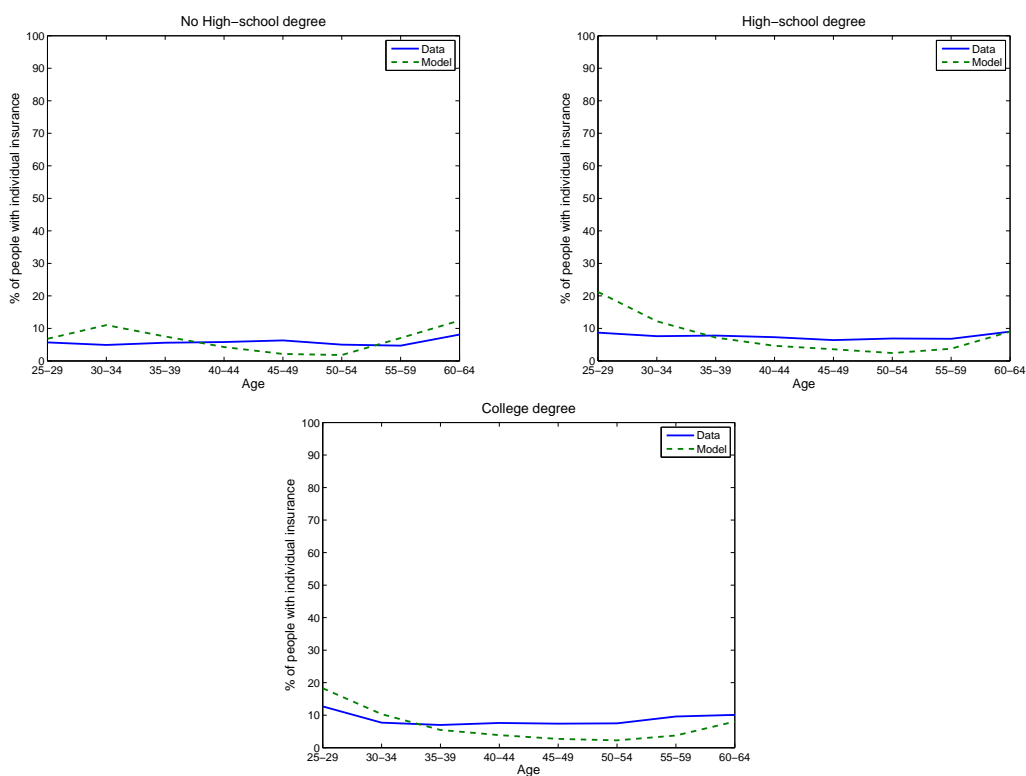 No High−school degree
100
90
80
70
60
50
40
30
20
10
0
% of people with individual insurance
25−29 30−34 35−39 40−44 45−49 50−54 55−59 60−64
Age
Data
Model
High−school degree
100
90
80
70
60
50
40
30
20
10
0
% of people with individual insurance
25−29 30−34 35−39 40−44 45−49 50−54 55−59 60−64
Age
Data
Model
College degree
100
90
80
70
60
50
40
30
20
10
0
% of people with individual insurance
25−29 30−34 35−39 40−44 45−49 50−54 55−59 60−64
Age
Data
Model